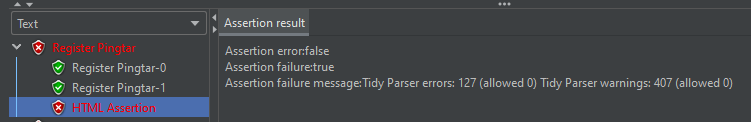 Text
Assertion result
Register Pingtar
Register Pingtar-0
Register Pingtar-1
HTML Assertion
Assertion error:false
Assertion failure:true
Assertion failure message:Tidy Parser errors: 127 (allowed 0) Tidy Parser warnings: 407 (allowed 0)